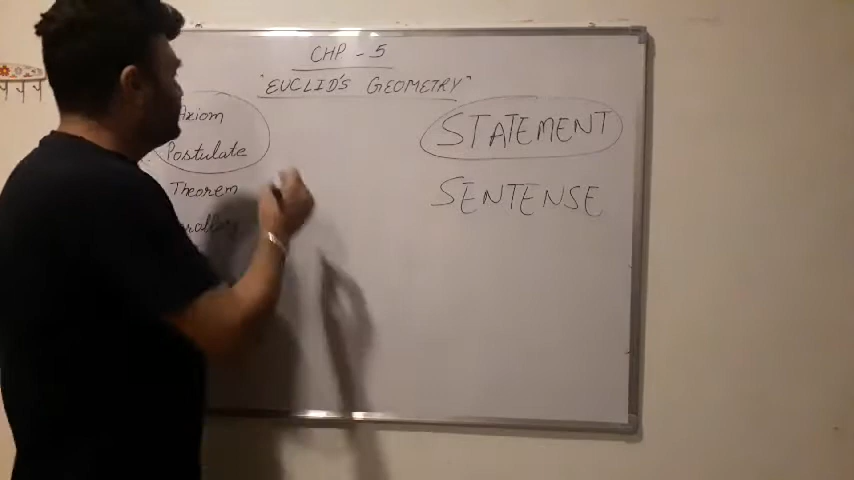 CHP - 5
"EUCLID'S GEOMETRY"
Axiom
Postulate
Theorem
STATEMENT
SENTENSE